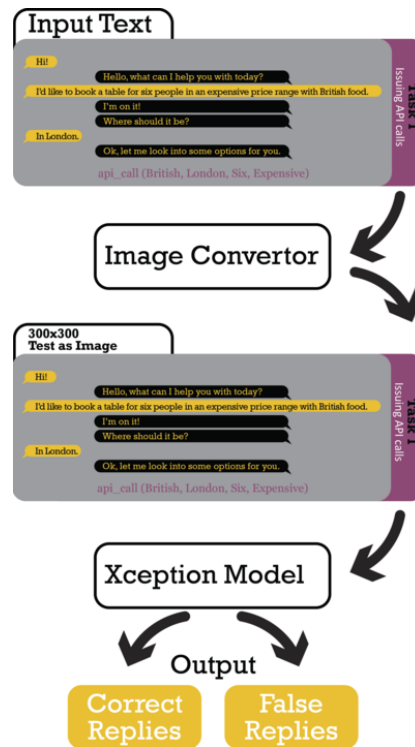 Input Text
Hi!
Hello, what can I help you with today?
I'd like to book a table for six people in an expensive price range with British food.
I'm on it!
Where should it be?
In London.
Ok, let me look into some options for you.
api_call (British, London, Six, Expensive)
Task 1
Issuing API calls
Image Convertor
300x300
Test as Image
Hi!
Hello, what can I help you with today?
I'd like to book a table for six people in an expensive price range with British food.
I'm on it!
Where should it be?
In London.
Ok, let me look into some options for you.
api_call (British, London, Six, Expensive)
Task 1
Issuing API calls
Xception Model
Output
Correct
Replies
False
Replies